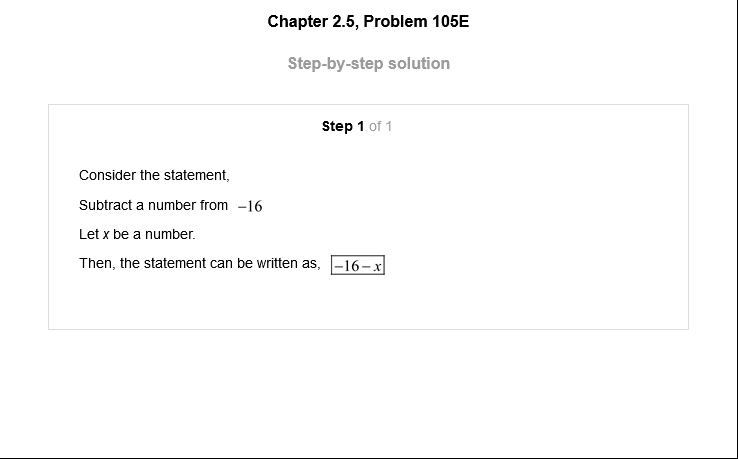 Chapter 2.5, Problem 105E
Step-by-step solution
Step 1 of 1
Consider the statement,
Subtract a number from −16
Let x be a number.
Then, the statement can be written as, −16−x